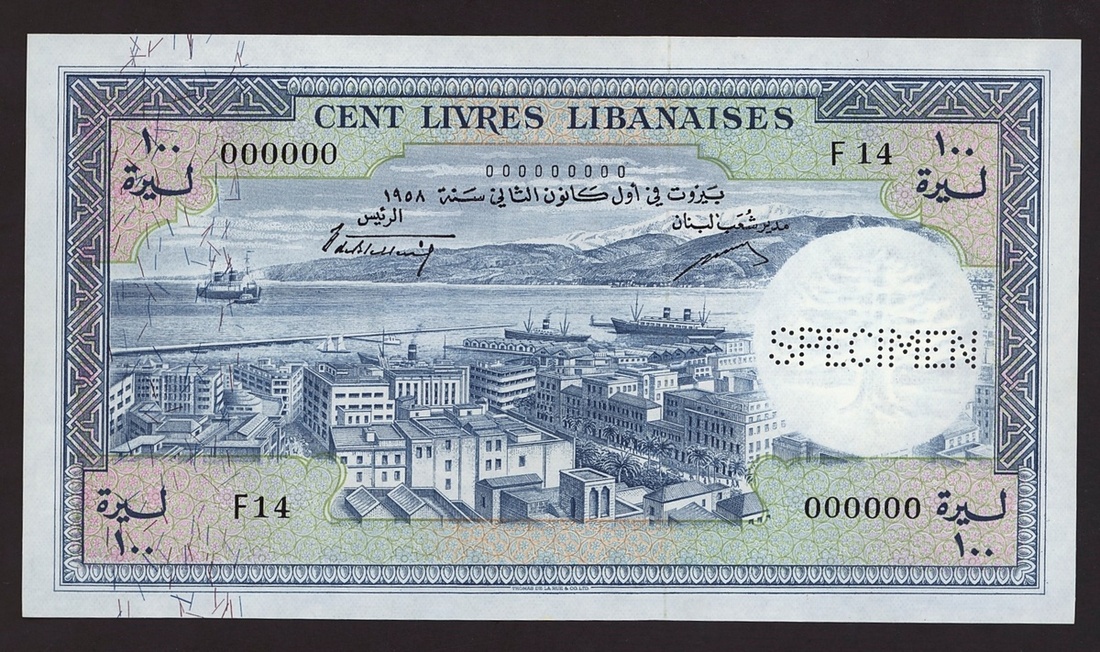 CENT LIVRES LIBANAISES
١٠٠ ليرة
000000
F 14
١٠٠ ليرة
000000000
بيروت في أول كانون الثاني سنة ١٩٥٨
الرئيس
مدير شعب لبنان
SPECIMEN
ليرة ١٠٠
F14
000000
ليرة ١٠٠
THOMAS DE LA RUE & CO. LTD